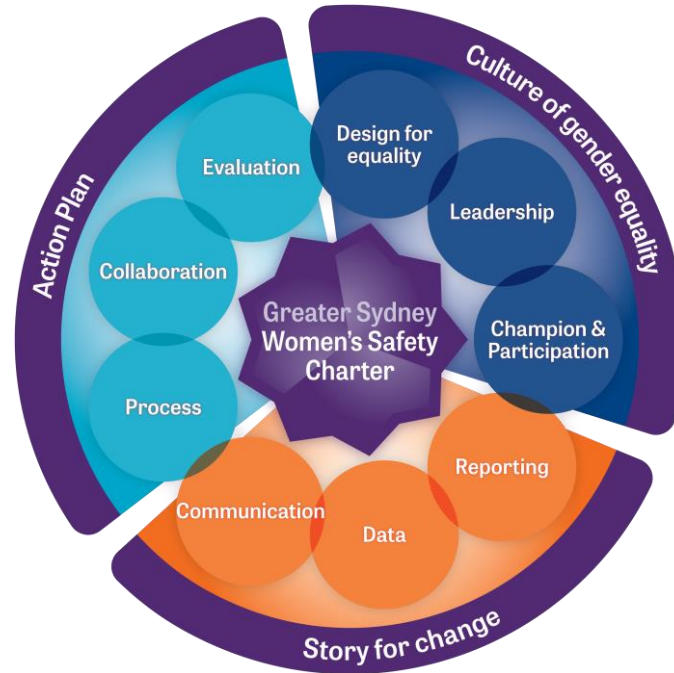 Greater Sydney
Women's Safety
Charter
Culture of gender equality
Design for
equality
Leadership
Champion &
Participation
Story for change
Reporting
Data
Communication
Action Plan
Process
Collaboration
Evaluation